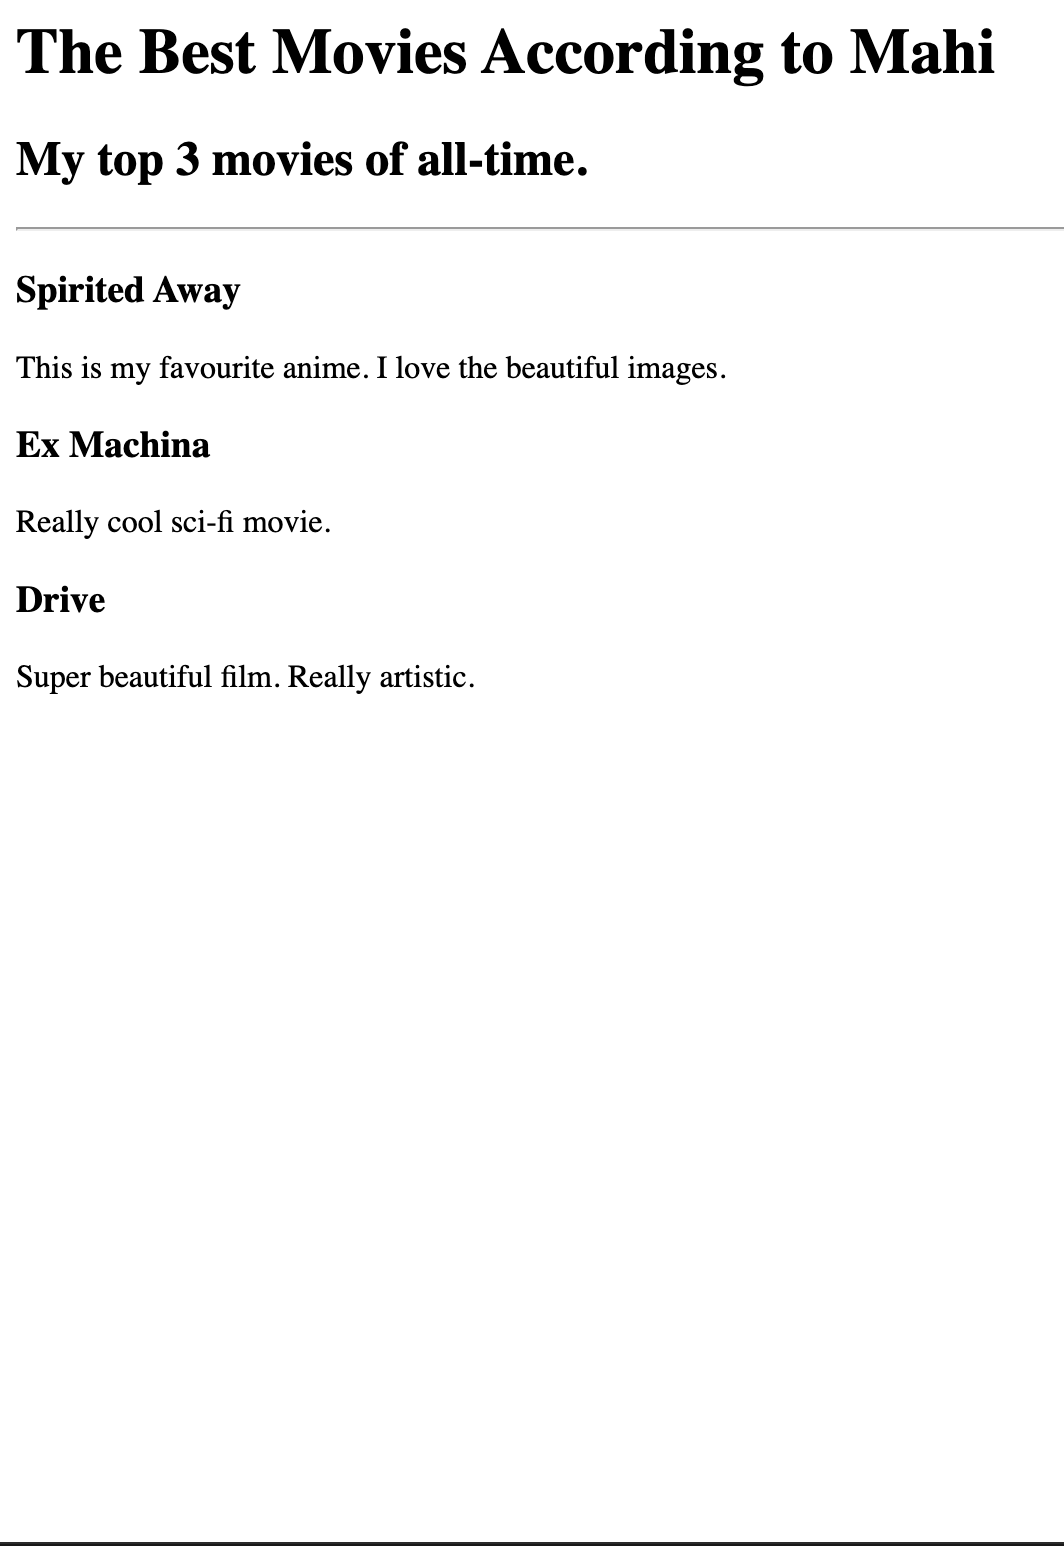 The Best Movies According to Mahi
My top 3 movies of all-time.
Spirited Away
This is my favourite anime. I love the beautiful images.
Ex Machina
Really cool sci-fi movie.
Drive
Super beautiful film. Really artistic.